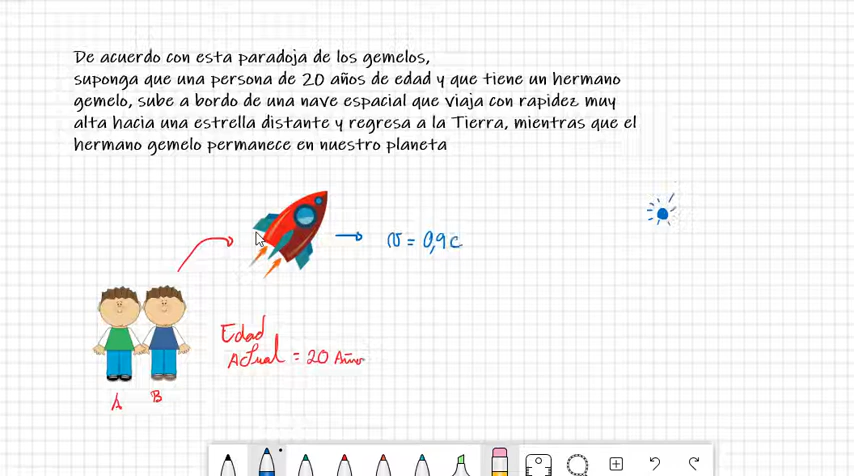 De acuerdo con esta paradoja de los gemelos,
suponga que una persona de 20 años de edad y que tiene un hermano
gemelo, sube a bordo de una nave espacial que viaja con rapidez muy
alta hacia una estrella distante y regresa a la Tierra, mientras que el
hermano gemelo permanece en nuestro planeta
v = 0,9c
Edad
Actual = 20 Años
A B